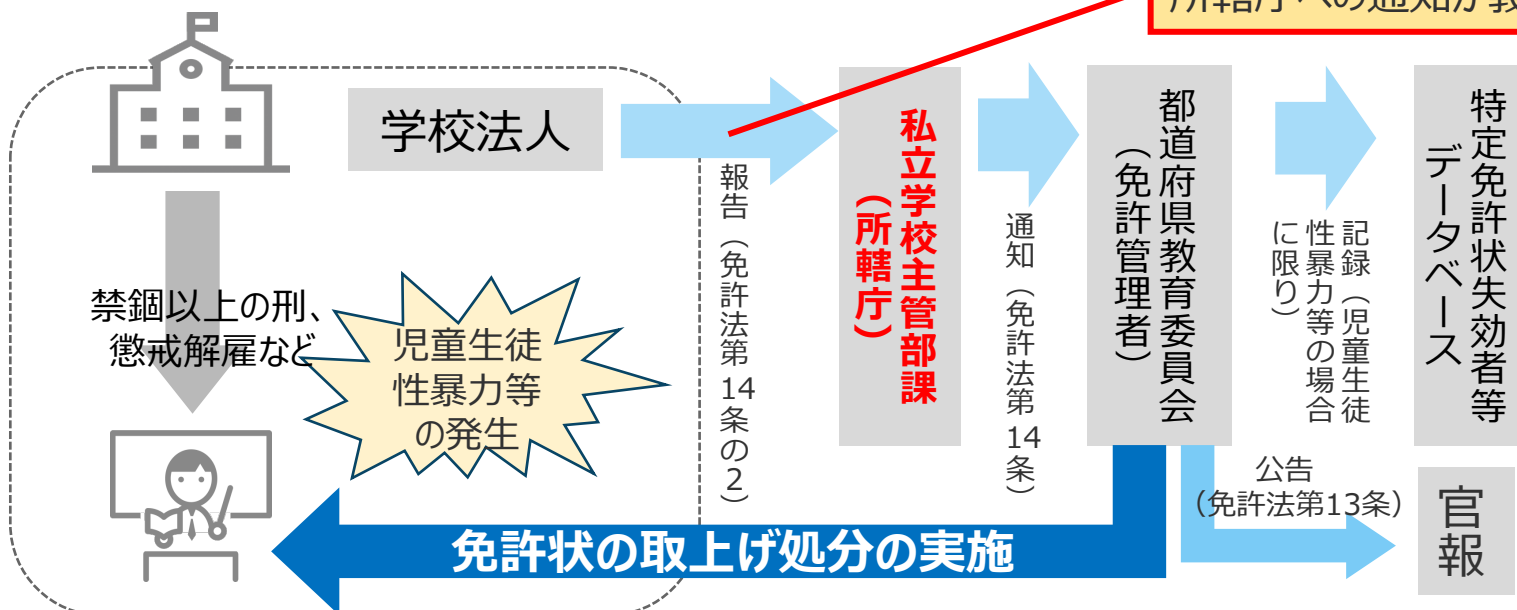 所轄庁への通知が義
学校法人
報告（免許法第14条の2）
私立学校主管部課
（所轄庁）
通知（免許法第14条）
都道府県教育委員会
（免許管理者）
記録（児童生徒
性暴力等の場合
に限り）
特定免許状失効者等
データベース
禁錮以上の刑、
懲戒解雇など
児童生徒
性暴力等
の発生
公告
（免許法第13条）
官報
免許状の取上げ処分の実施